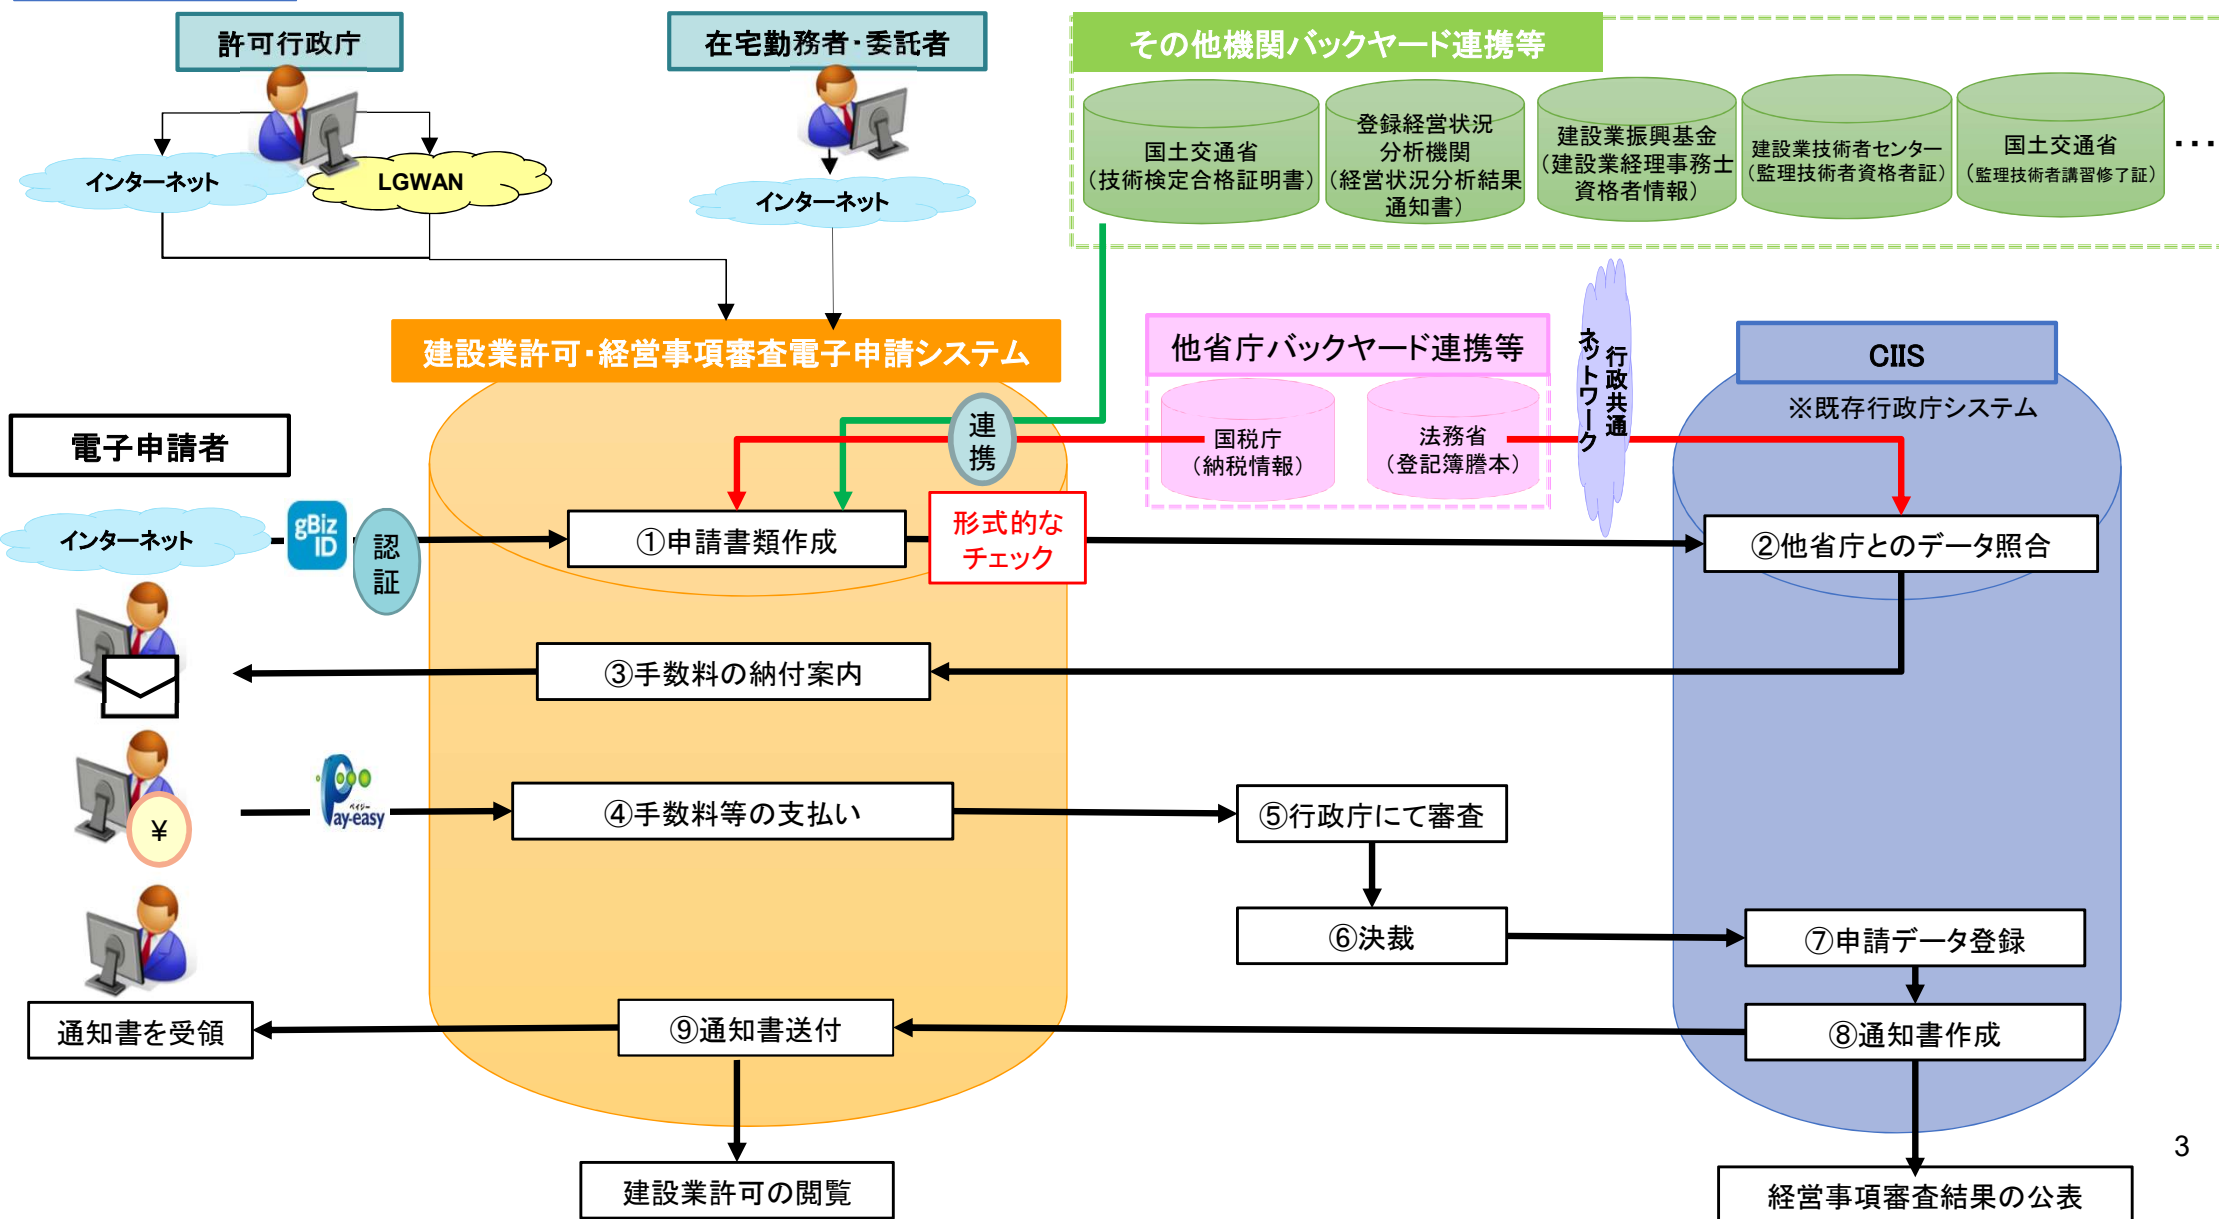 許可行政庁
在宅勤務者・委託者
その他機関バックヤード連携等
国土交通省
（技術検定合格証明書）
登録経営状況
分析機関
（経営状況分析結果
通知書）
建設業振興基金
（建設業経理事務士
資格者情報）
建設業技術者センター
（監理技術者資格者証）
国土交通省
（監理技術者講習修了証）
・・・
インターネット
LGWAN
インターネット
建設業許可・経営事項審査電子申請システム
他省庁バックヤード連携等
国税庁
（納税情報）
法務省
（登記簿謄本）
行政共通
ネットワーク
CIIS
※既存行政庁システム
電子申請者
連携
インターネット
gBiz
ID
認証
①申請書類作成
形式的な
チェック
②他省庁とのデータ照合
③手数料の納付案内
¥
ペイジー
Pay-easy
④手数料等の支払い
⑤行政庁にて審査
⑥決裁
⑦申請データ登録
通知書を受領
⑨通知書送付
⑧通知書作成
建設業許可の閲覧
経営事項審査結果の公表
3